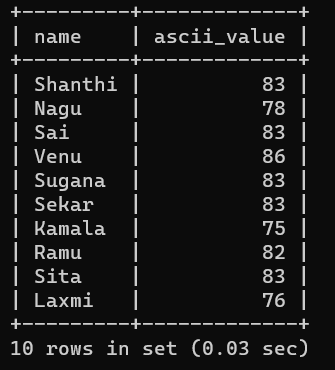 +---------+-------------+
| name    | ascii_value |
+---------+-------------+
| Shanthi |          83 |
| Nagu    |          78 |
| Sai     |          83 |
| Venu    |          86 |
| Sugana  |          83 |
| Sekar   |          83 |
| Kamala  |          75 |
| Ramu    |          82 |
| Sita    |          83 |
| Laxmi   |          76 |
+---------+-------------+
10 rows in set (0.03 sec)